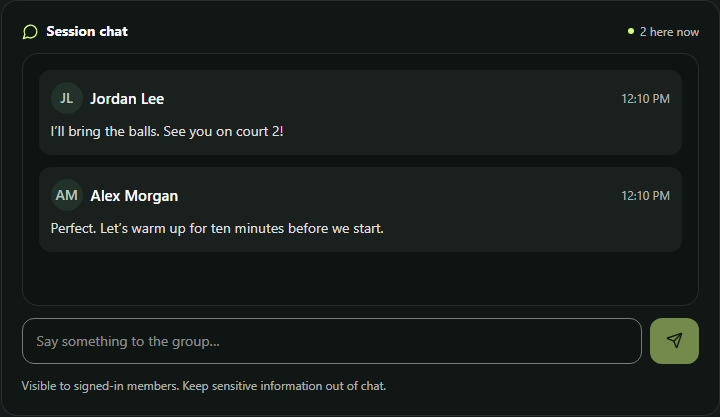 Session chat
2 here now
JL Jordan Lee 12:10 PM
I’ll bring the balls. See you on court 2!
AM Alex Morgan 12:10 PM
Perfect. Let’s warm up for ten minutes before we start.
Say something to the group...
Visible to signed-in members. Keep sensitive information out of chat.